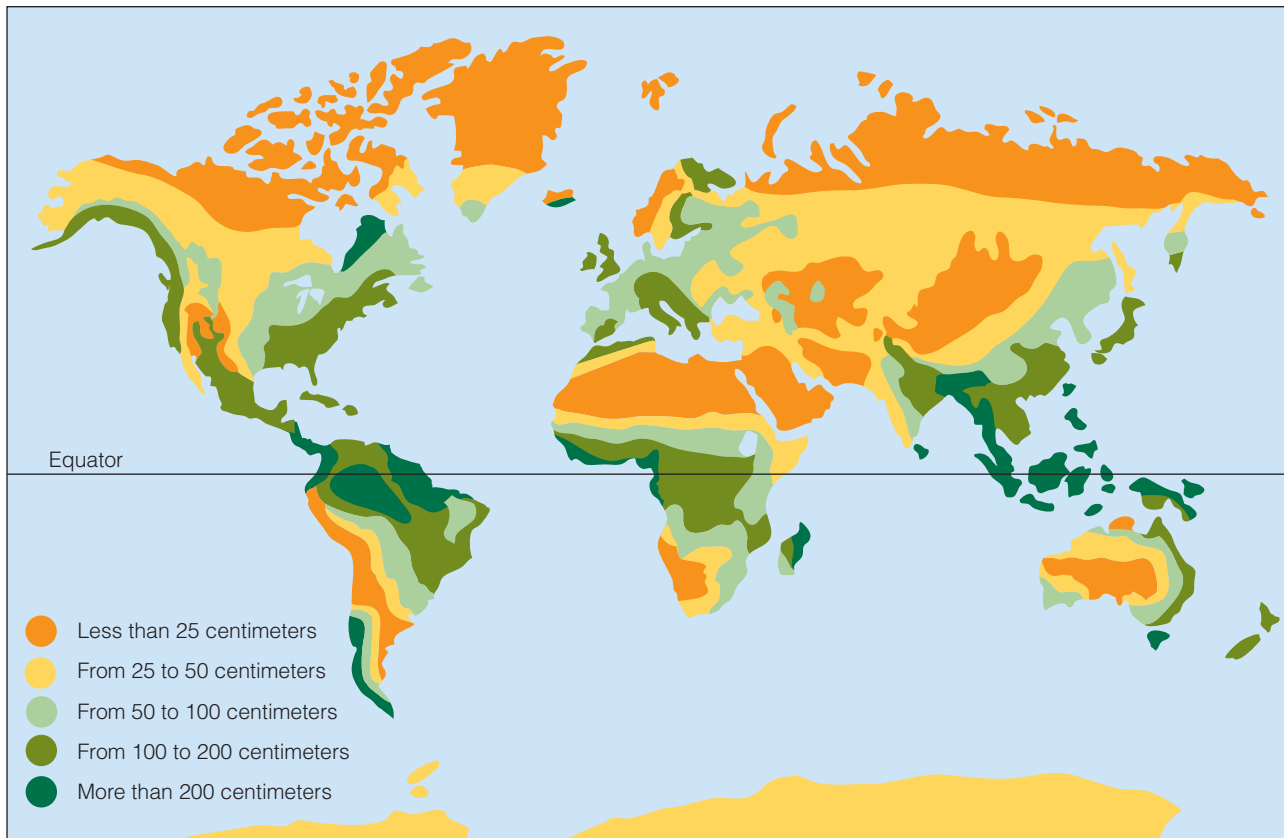 Equator
Less than 25 centimeters
From 25 to 50 centimeters
From 50 to 100 centimeters
From 100 to 200 centimeters
More than 200 centimeters